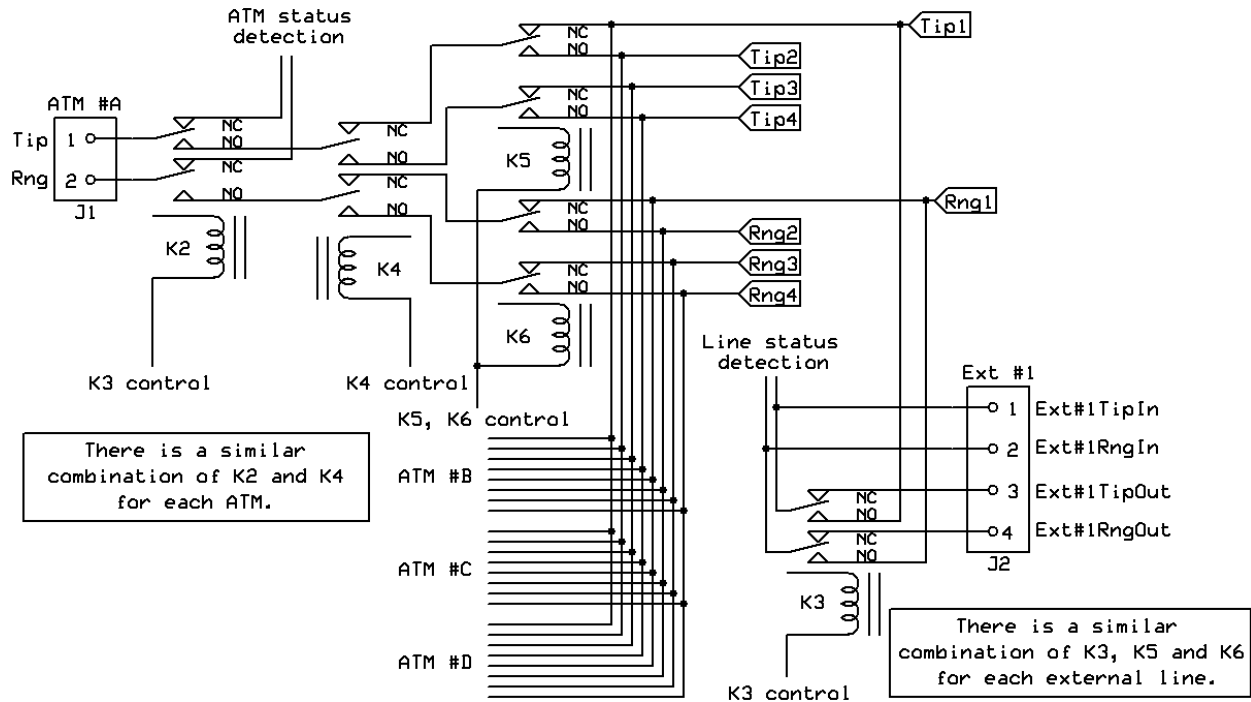 ATM status
detection
NC
NO
Tip1
Tip2
Tip3
Tip4
NC
NO
ATM #A
Tip
1
Rng
2
J1
NC
NO
NC
NO
NC
NO
NC
NO
K2
K4
K5
NC
NO
NC
NO
Rng1
Rng2
Rng3
Rng4
K6
K3 control
K4 control
K5, K6 control
There is a similar
combination of K2 and K4
for each ATM.
ATM #B
ATM #C
ATM #D
Line status
detection
Ext #1
1
Ext#1TipIn
2
Ext#1RngIn
3
Ext#1TipOut
4
Ext#1RngOut
J2
NC
NO
NC
NO
K3
K3 control
There is a similar
combination of K3, K5 and K6
for each external line.